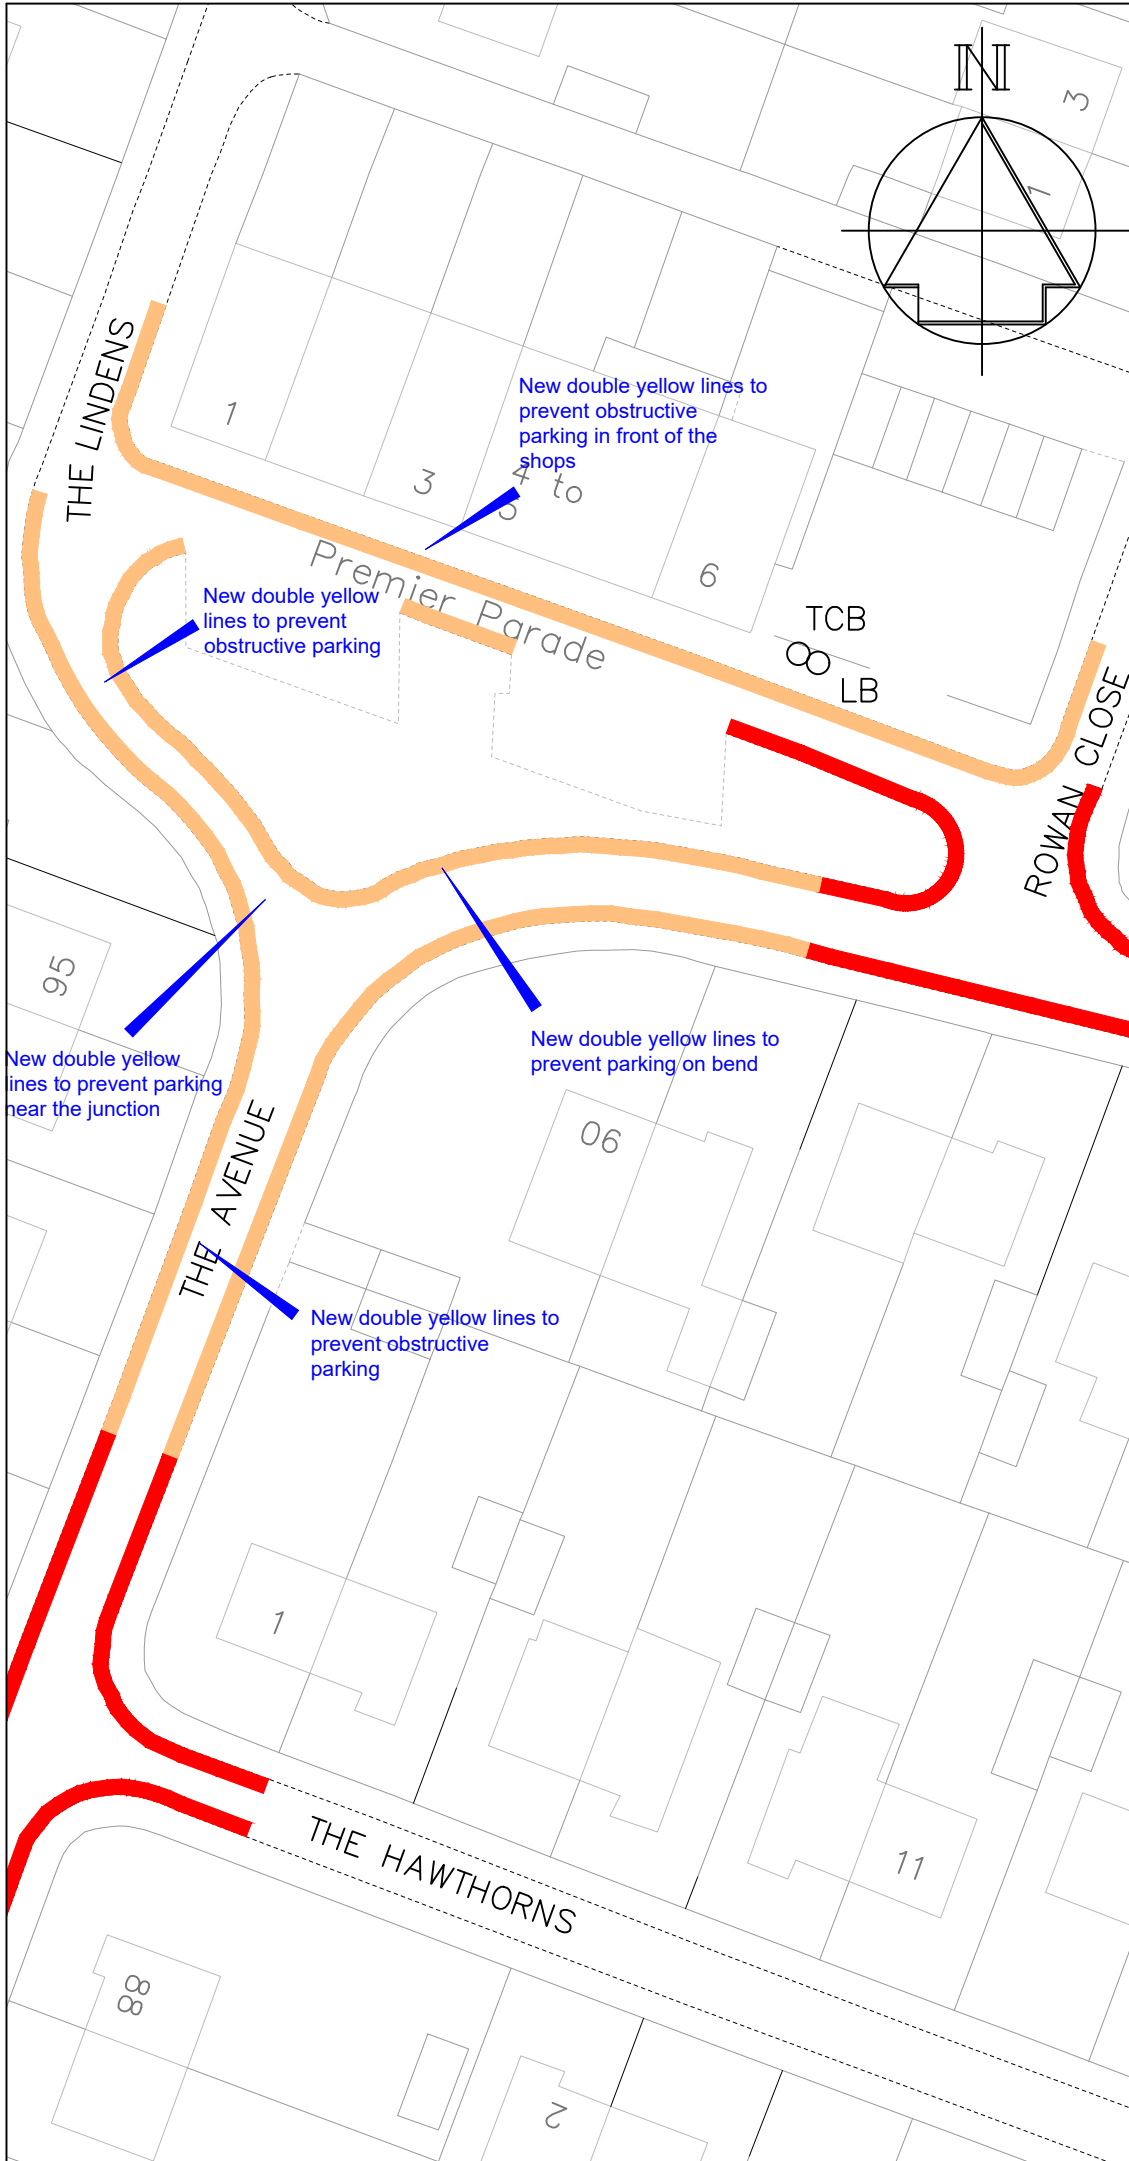 N
3
1
THE LINDENS
1
New double yellow lines to
prevent obstructive
parking in front of the
shops
3
4 to
5
6
Premier Parade
New double yellow
lines to prevent
obstructive parking
TCB
LB
ROWAN CLOSE
95
New double yellow
lines to prevent parking
near the junction
New double yellow lines to
prevent parking on bend
90
THE AVENUE
New double yellow lines to
prevent obstructive
parking
1
THE HAWTHORNS
11
88
2